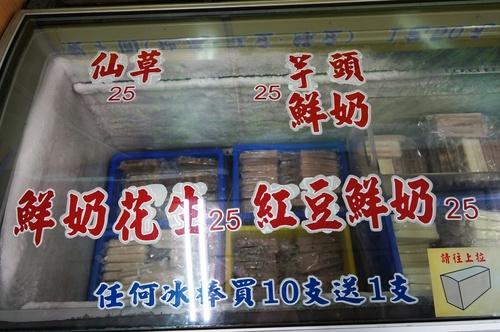 仙草
25
芋頭
鮮奶
25
鮮奶花生
25
紅豆鮮奶
25
請往上拉
任何冰棒買10支送1支